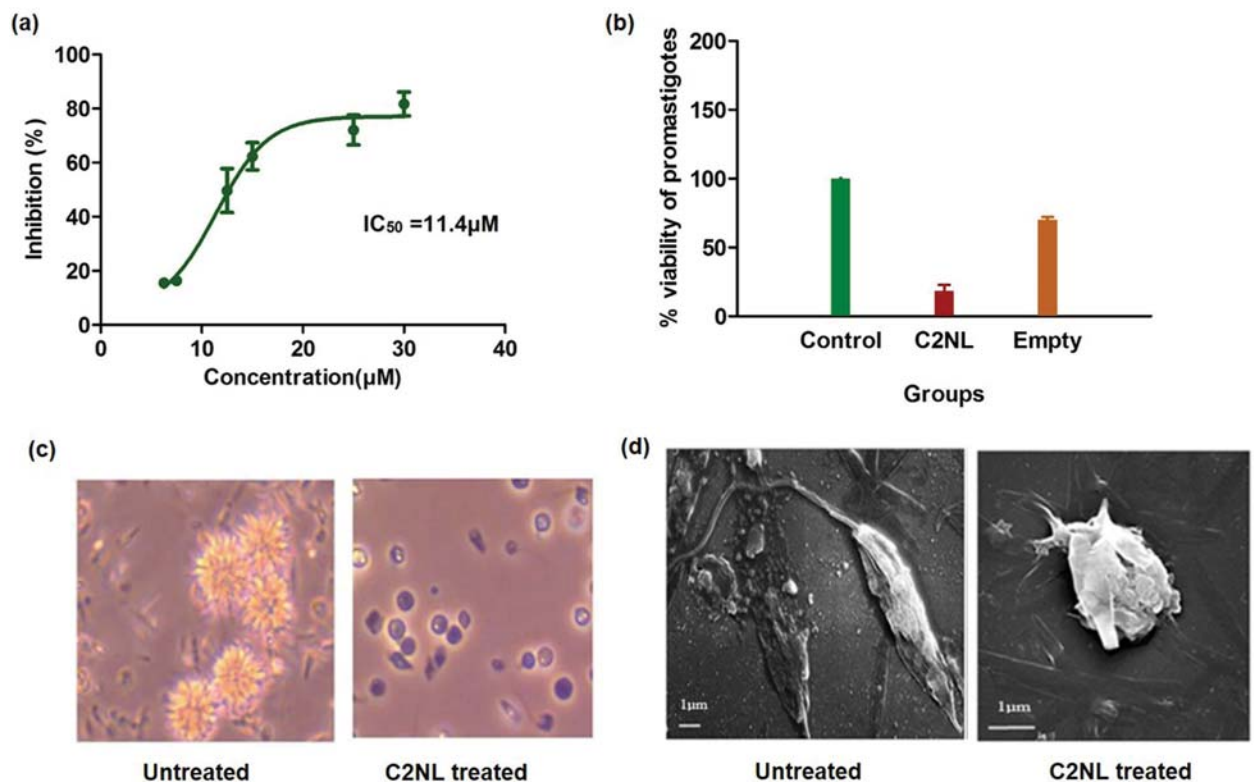 (a)
100
80
60
40
20
0
Inhibition (%)
0 10 20 30 40
Concentration(µM)
IC₅₀ =11.4µM
(b)
200
150
100
50
0
% viability of promastigotes
Control C2NL Empty
Groups
(c)
Untreated C2NL treated
(d)
1µm 1µm
Untreated C2NL treated